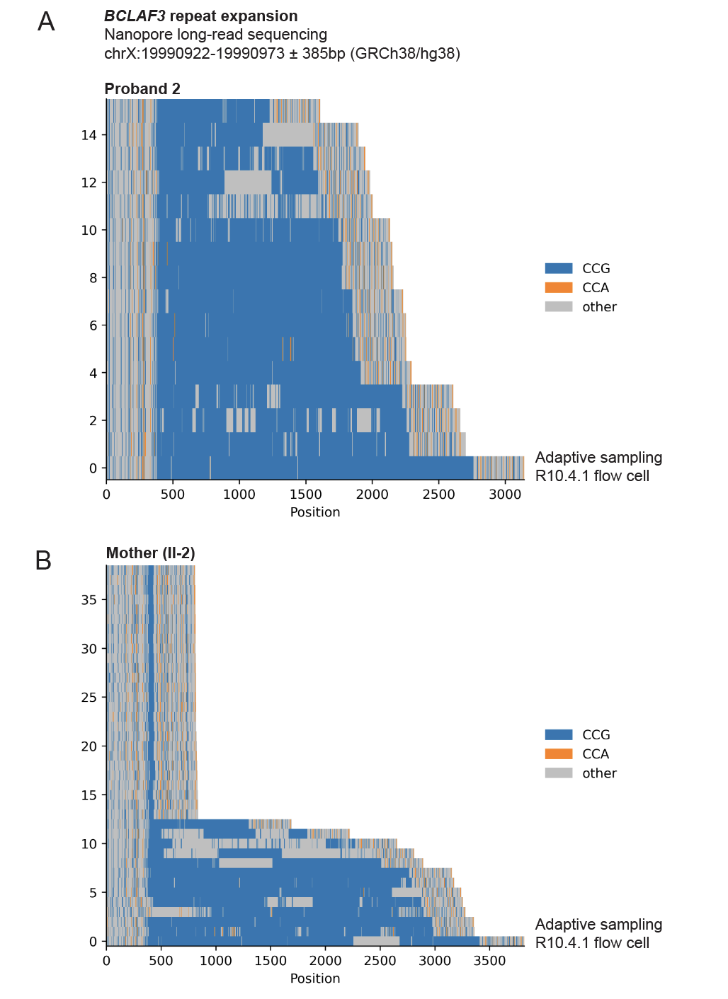 A
BCLAF3 repeat expansion
Nanopore long-read sequencing
chrX:19990922-19990973 ± 385bp (GRCh38/hg38)
Proband 2
14
12
10
8
6
4
2
0
CCG
CCA
other
Adaptive sampling
R10.4.1 flow cell
0 500 1000 1500 2000 2500 3000
Position
B
Mother (II-2)
35
30
25
20
15
10
5
0
CCG
CCA
other
Adaptive sampling
R10.4.1 flow cell
0 500 1000 1500 2000 2500 3000 3500
Position